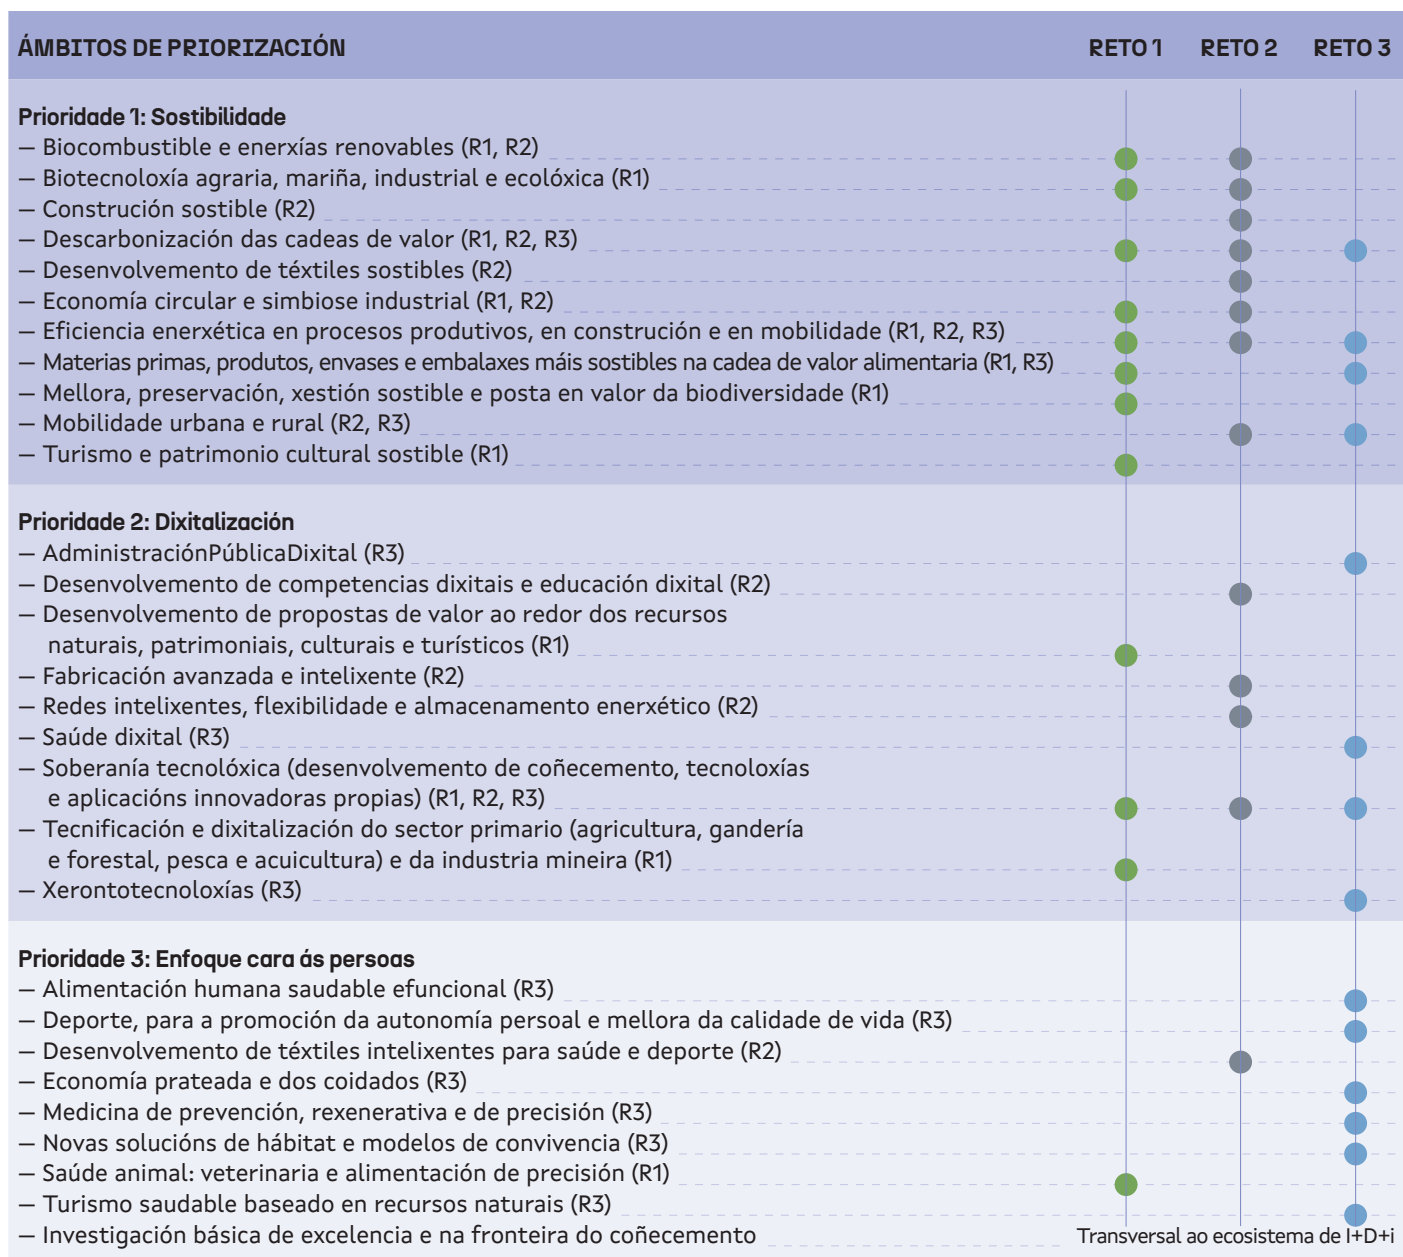 ÁMBITOS DE PRIORIZACIÓN RETO 1 RETO 2 RETO 3
Prioridade 1: Sostibilidade
— Biocombustible e enerxías renovables (R1, R2)
— Biotecnoloxía agraria, mariña, industrial e ecolóxica (R1)
— Construción sostible (R2)
— Descarbonización das cadeas de valor (R1, R2, R3)
— Desenvolvemento de téxtiles sostibles (R2)
— Economía circular e simbiose industrial (R1, R2)
— Eficiencia enerxética en procesos produtivos, en construción e en mobilidade (R1, R2, R3)
— Materias primas, produtos, envases e embalaxes máis sostibles na cadea de valor alimentaria (R1, R3)
— Mellora, preservación, xestión sostible e posta en valor da biodiversidade (R1)
— Mobilidade urbana e rural (R2, R3)
— Turismo e patrimonio cultural sostible (R1)
Prioridade 2: Dixitalización
— AdministraciónPúblicaDixital (R3)
— Desenvolvemento de competencias dixitais e educación dixital (R2)
— Desenvolvemento de propostas de valor ao redor dos recursos
naturais, patrimoniais, culturais e turísticos (R1)
— Fabricación avanzada e intelixente (R2)
— Redes intelixentes, flexibilidade e almacenamento enerxético (R2)
— Saúde dixital (R3)
— Soberanía tecnolóxica (desenvolvemento de coñecemento, tecnoloxías
e aplicacións innovadoras propias) (R1, R2, R3)
— Tecnificación e dixitalización do sector primario (agricultura, gandería
e forestal, pesca e acuicultura) e da industria mineira (R1)
— Xerontotecnoloxías (R3)
Prioridade 3: Enfoque cara ás persoas
— Alimentación humana saudable efuncional (R3)
— Deporte, para a promoción da autonomía persoal e mellora da calidade de vida (R3)
— Desenvolvemento de téxtiles intelixentes para saúde e deporte (R2)
— Economía prateada e dos coidados (R3)
— Medicina de prevención, rexenerativa e de precisión (R3)
— Novas solucións de hábitat e modelos de convivencia (R3)
— Saúde animal: veterinaria e alimentación de precisión (R1)
— Turismo saudable baseado en recursos naturais (R3)
— Investigación básica de excelencia e na fronteira do coñecemento Transversal ao ecosistema de I+D+i